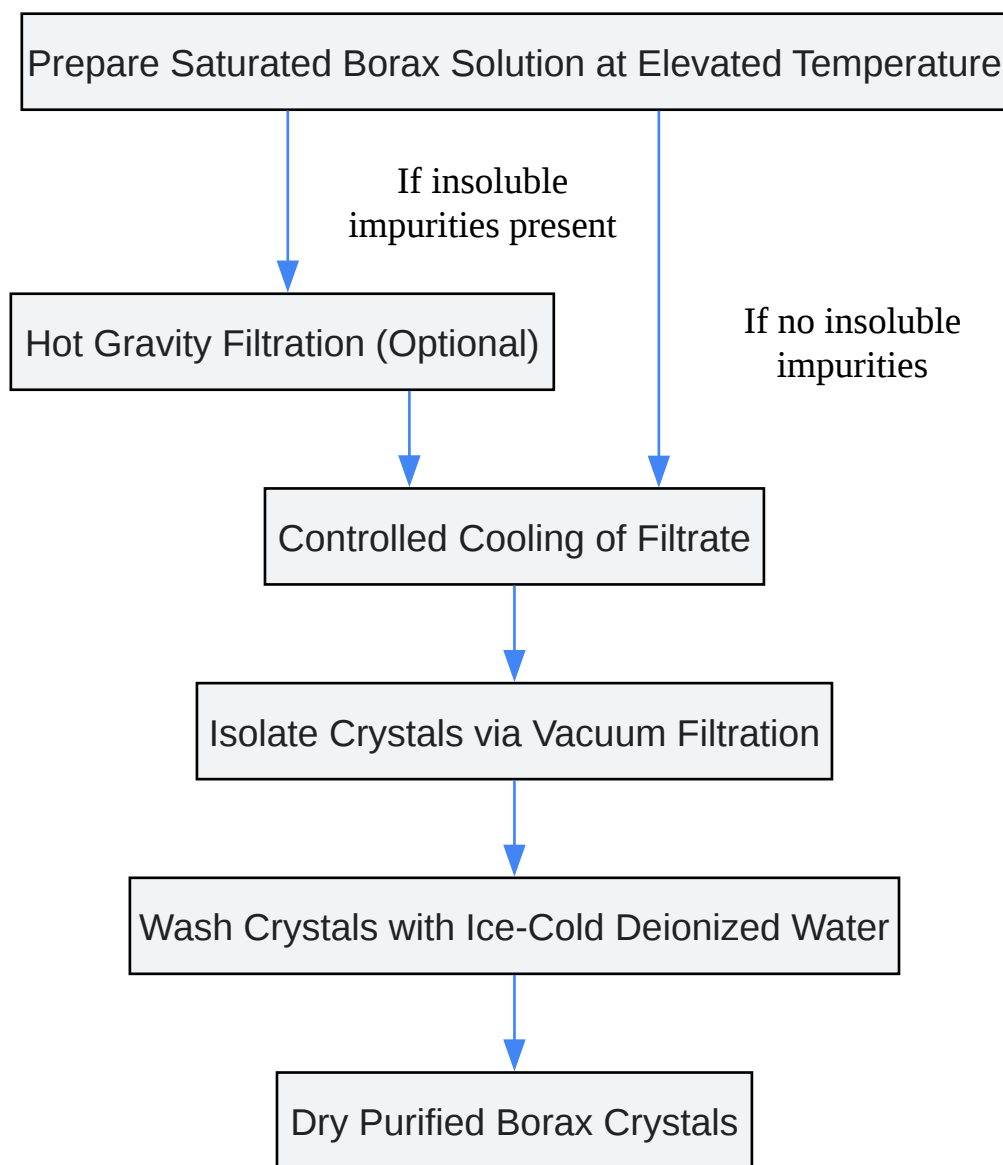 Prepare Saturated Borax Solution at Elevated Temperature
If insoluble
impurities present
Hot Gravity Filtration (Optional)
If no insoluble
impurities
Controlled Cooling of Filtrate
Isolate Crystals via Vacuum Filtration
Wash Crystals with Ice-Cold Deionized Water
Dry Purified Borax Crystals